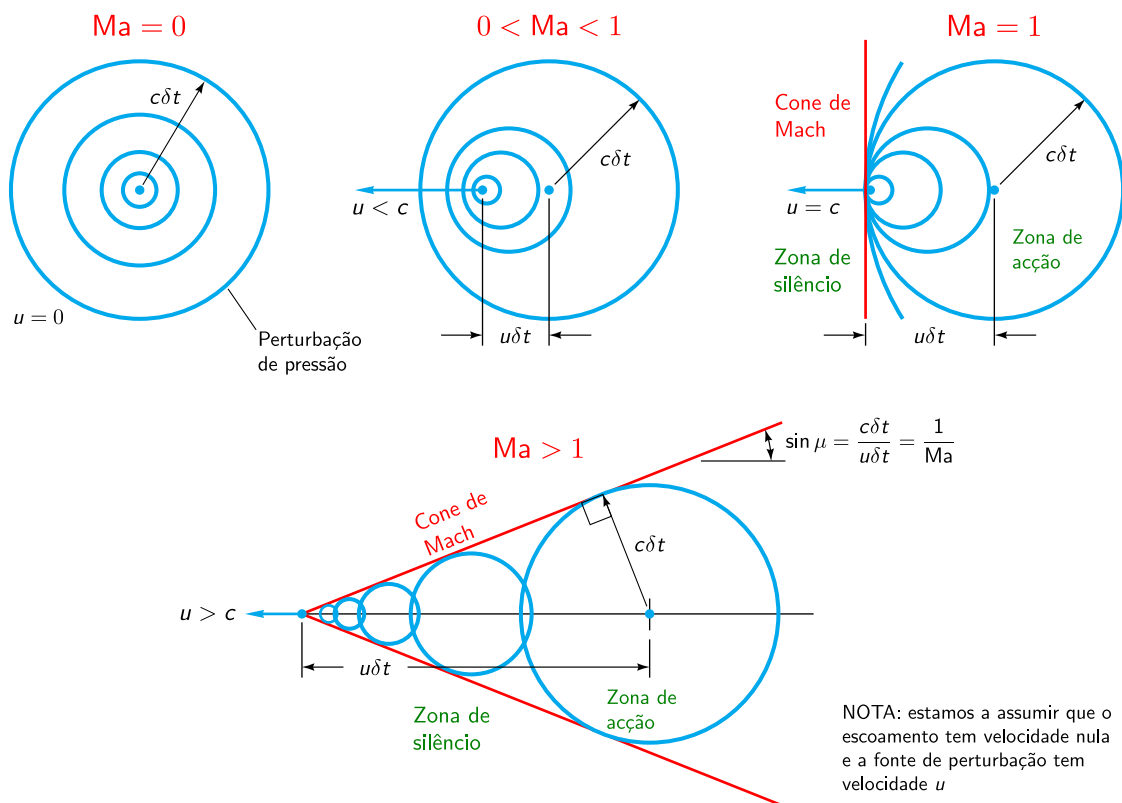 Ma = 0
cδt
u = 0
Perturbação
de pressão
0 < Ma < 1
cδt
u < c
uδt
Ma = 1
Cone de
Mach
cδt
u = c
Zona de
silêncio
Zona de
acção
uδt
Ma > 1
sin μ = cδt/uδt = 1/Ma
Cone de
Mach
cδt
u > c
uδt
Zona de
acção
Zona de
silêncio
NOTA: estamos a assumir que o
escoamento tem velocidade nula
e a fonte de perturbação tem
velocidade u